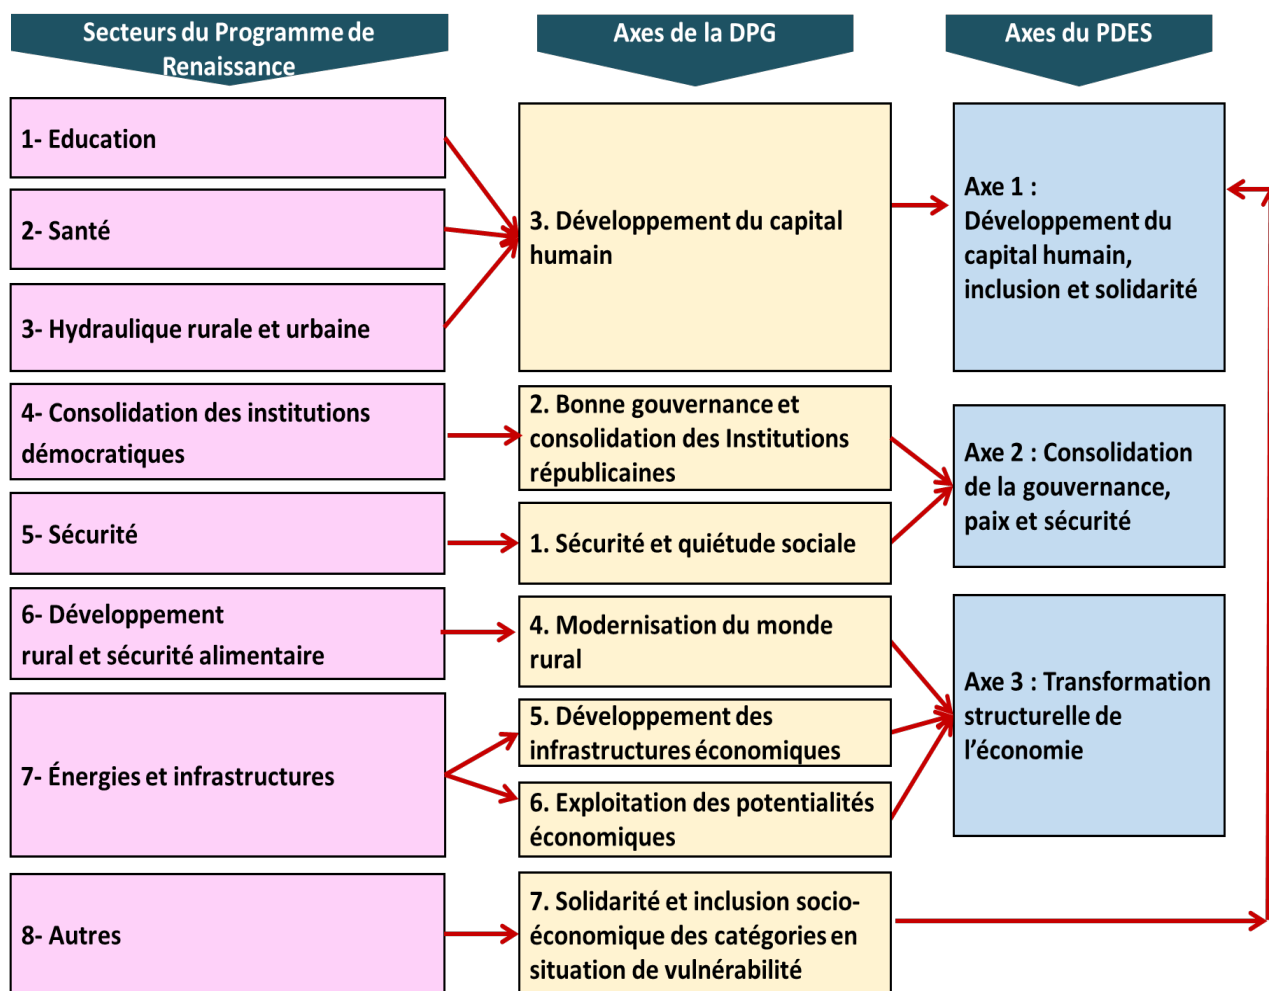 Secteurs du Programme de
Renaissance
Axes de la DPG
Axes du PDES
1- Education
2- Santé
3- Hydraulique rurale et urbaine
4- Consolidation des institutions
démocratiques
5- Sécurité
6- Développement
rural et sécurité alimentaire
7- Énergies et infrastructures
8- Autres
3. Développement du capital
humain
2. Bonne gouvernance et
consolidation des Institutions
républicaines
1. Sécurité et quiétude sociale
4. Modernisation du monde
rural
5. Développement des
infrastructures économiques
6. Exploitation des potentialités
économiques
7. Solidarité et inclusion socio-
économique des catégories en
situation de vulnérabilité
Axe 1 :
Développement du
capital humain,
inclusion et solidarité
Axe 2 : Consolidation
de la gouvernance,
paix et sécurité
Axe 3 : Transformation
structurelle de
l’économie